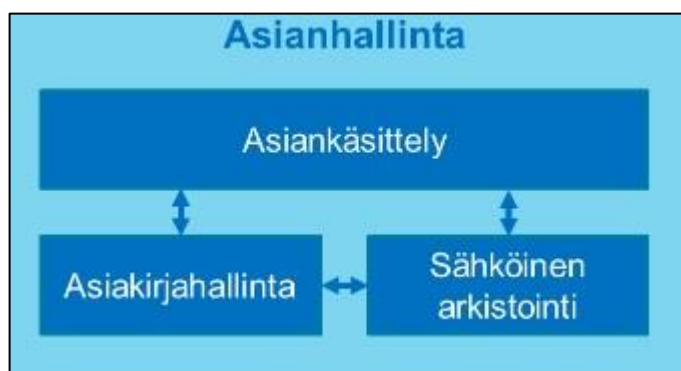 Asianhallinta
Asiankäsittely
Asiakirjahallinta
Sähköinen
arkistointi